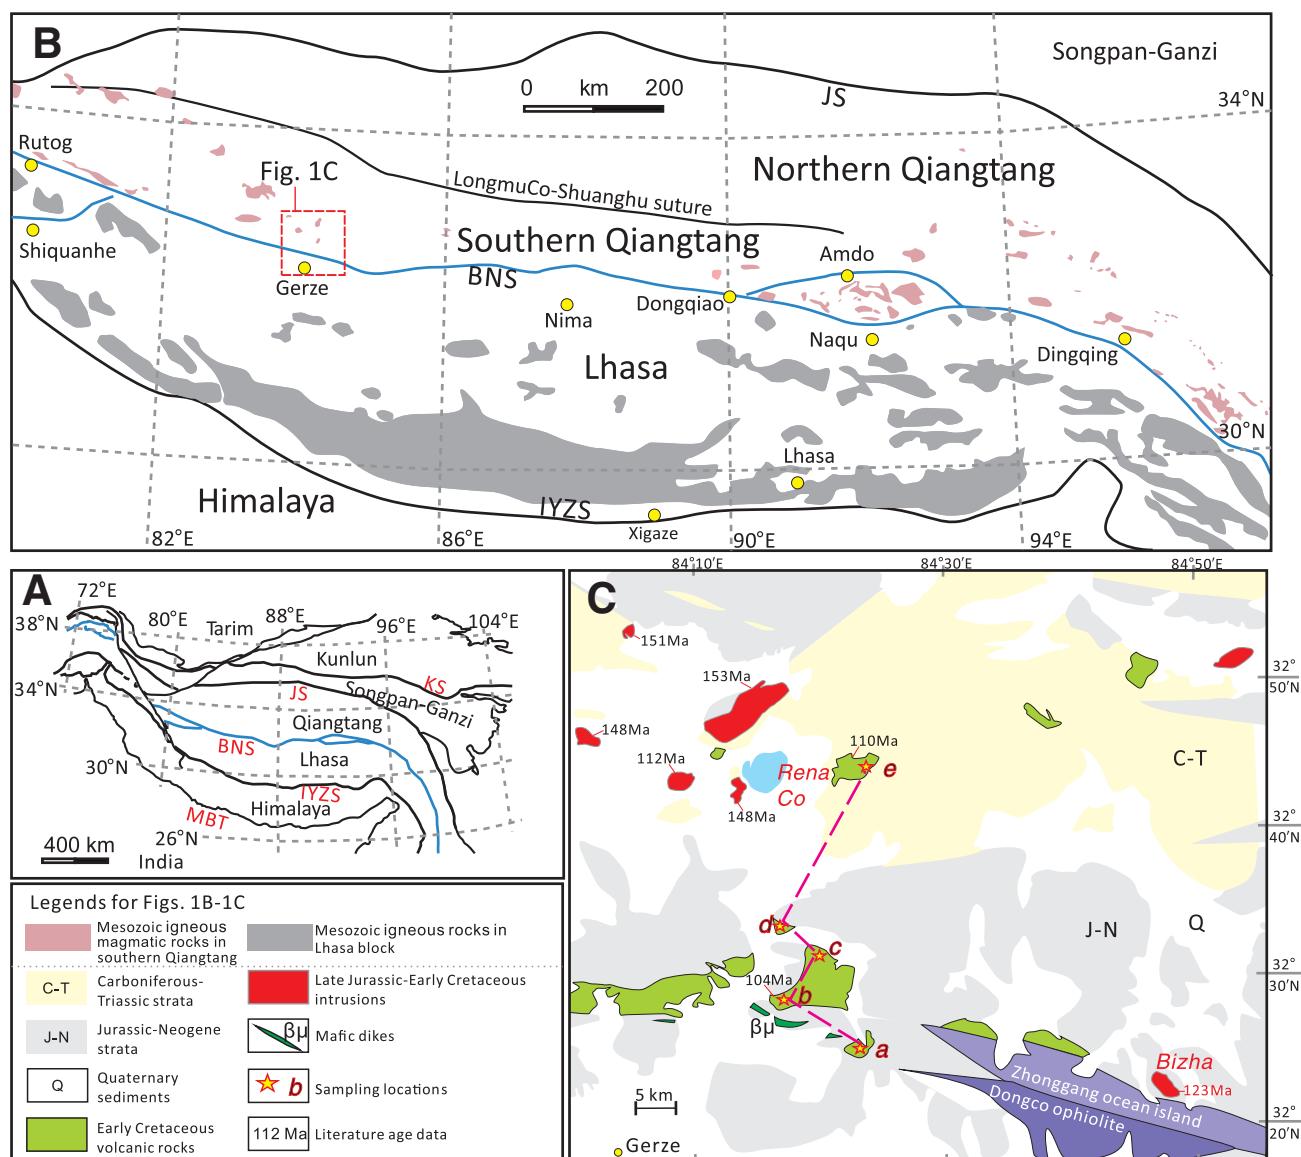 B
Songpan-Ganzi
0 km 200
JS
34°N
Rutog
Fig. 1C
Northern Qiangtang
LongmuCo-Shuanghu suture
Southern Qiangtang
Shiquanhe
Amdo
BNS
Gerze
Dongqiao
Nima
Naqu
Dingqing
Lhasa
30°N
Lhasa
Himalaya
IYZS
Xigaze
82°E
86°E
90°E
94°E
A
72°E
80°E
88°E
96°E
104°E
38°N
Tarim
Kunlun
KS
34°N
JS
Songpan-Ganzi
Qiangtang
BNS
Lhasa
30°N
IYZS
Himalaya
MBT
26°N
400 km
India
Legends for Figs. 1B-1C
Mesozoic igneous
magmatic rocks in
southern Qiangtang
Mesozoic igneous rocks in
Lhasa block
C-T
Carboniferous-
Triassic strata
Late Jurassic-Early Cretaceous
intrusions
J-N
Jurassic-Neogene
strata
βμ
Mafic dikes
Q
Quaternary
sediments
b
Sampling locations
Early Cretaceous
volcanic rocks
112 Ma
Literature age data
84°10′E
84°30′E
84°50′E
C
151Ma
153Ma
32°
50′N
148Ma
110Ma
112Ma
Rena
Co
e
C-T
148Ma
32°
40′N
d
c
J-N
Q
104Ma
b
32°
30′N
βμ
a
Bizha
Zhonggang ocean island
123Ma
Dongco ophiolite
5 km
32°
20′N
Gerze